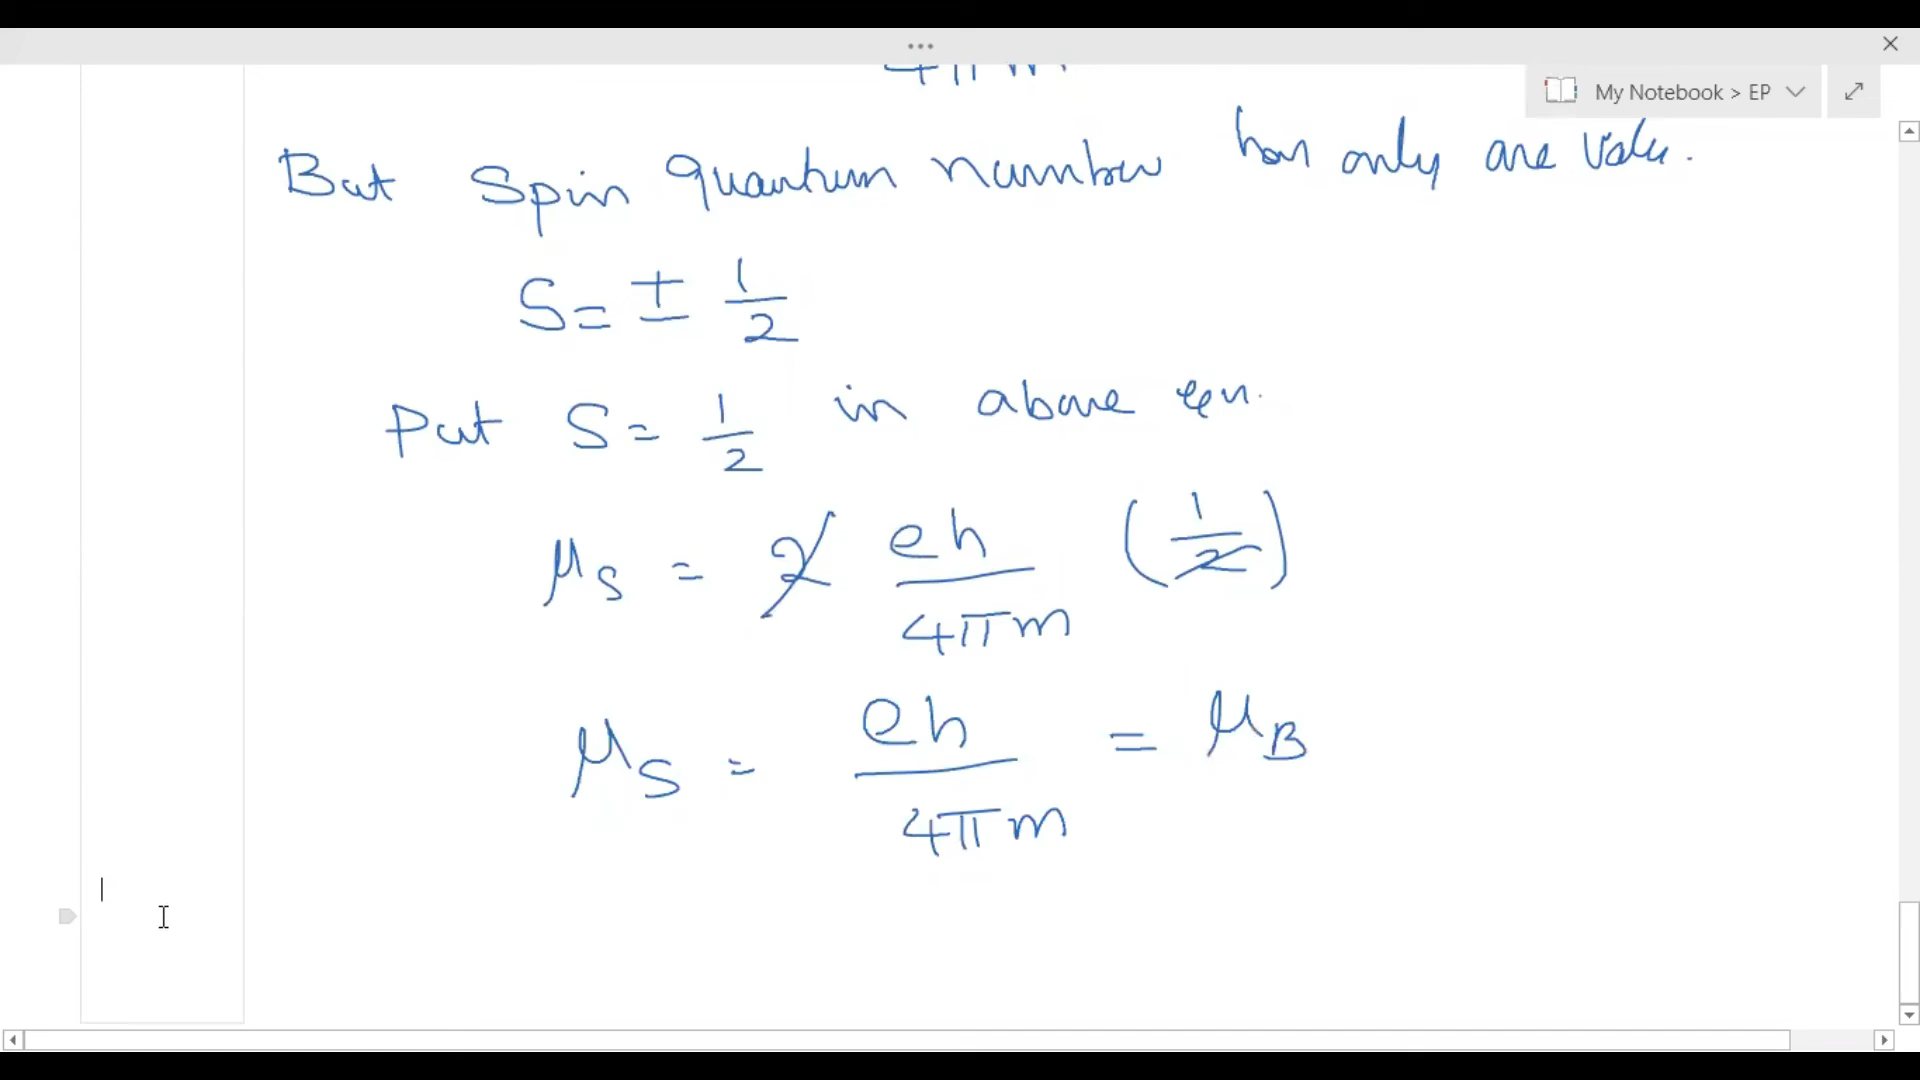 4πm
My Notebook > EP
But Spin quantum number has only one value.
S = ± 1/2
Put S = 1/2 in above eqn.
μs = 2 eh/4πm (1/2)
μs = eh/4πm = μB